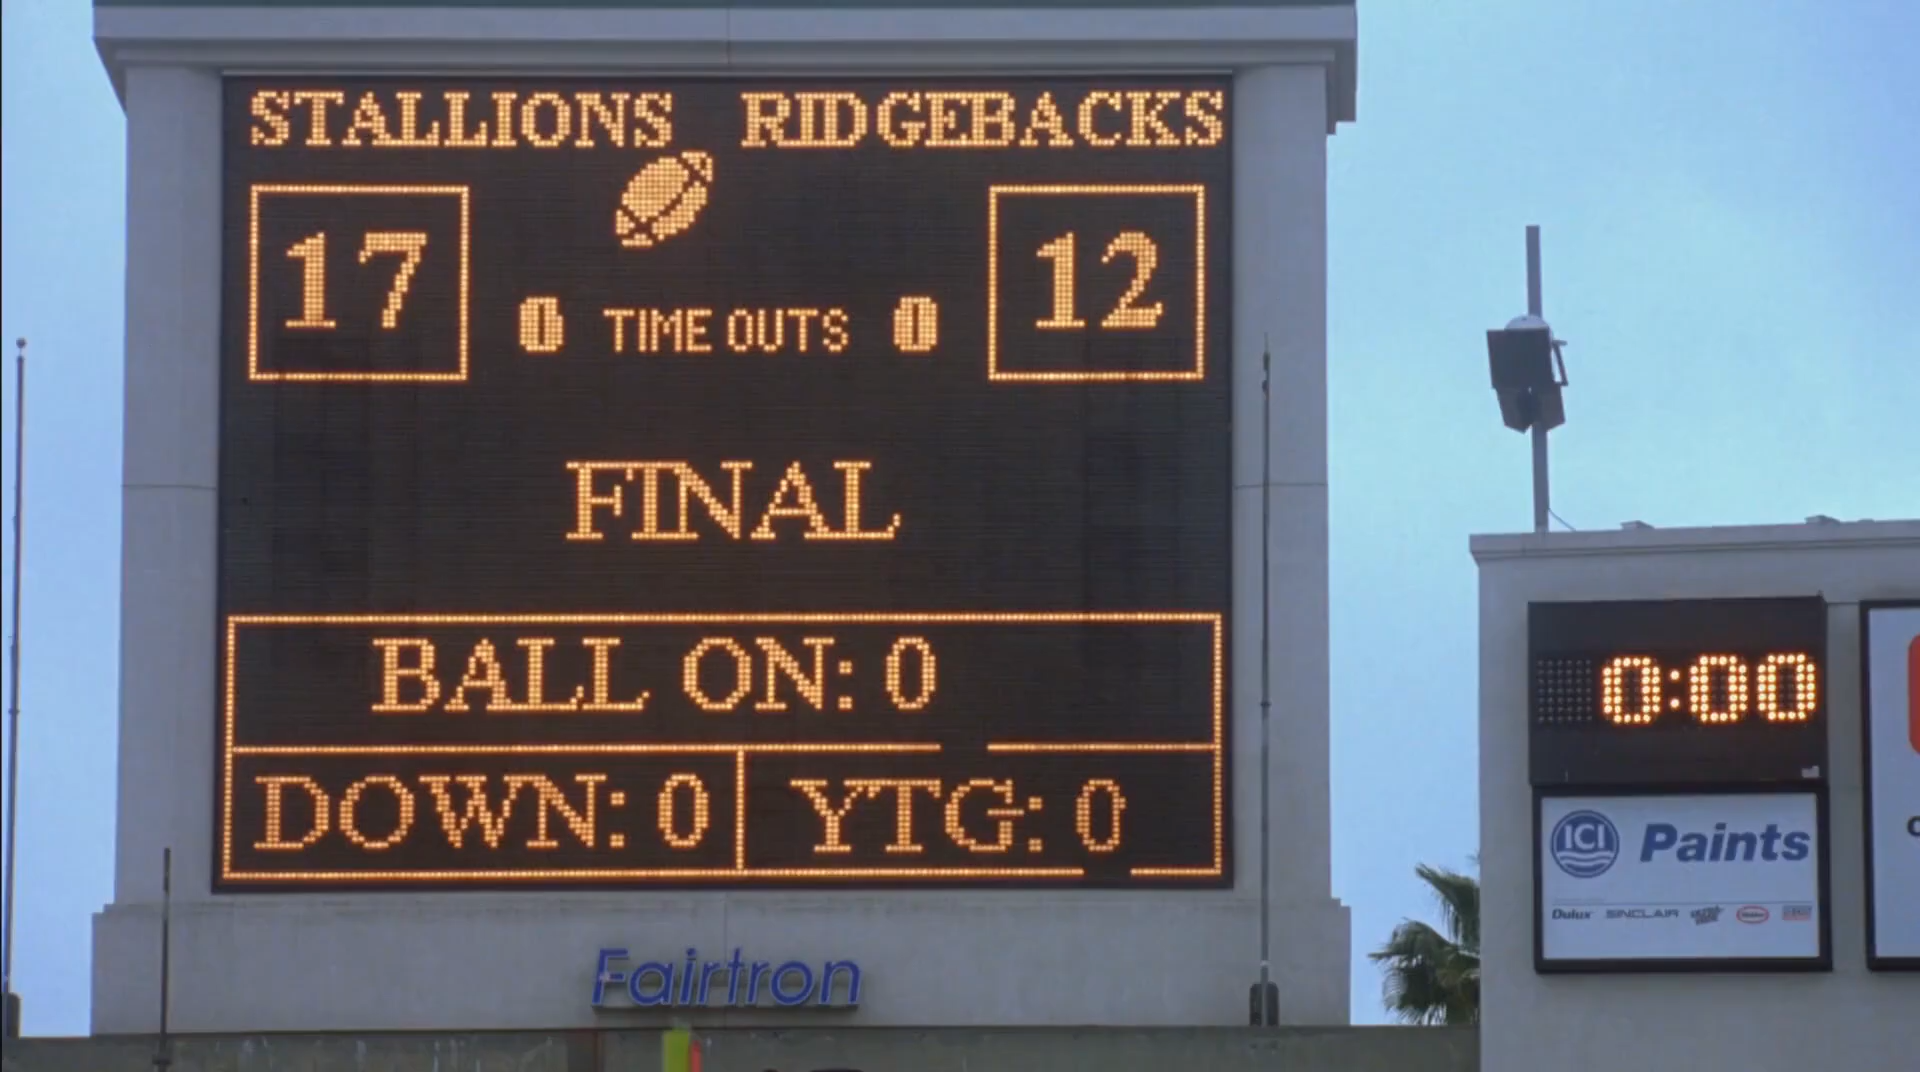 STALLIONS RIDGEBACKS
17 12
0 TIME OUTS 0
FINAL
BALL ON: 0
DOWN: 0 YTG: 0
Fairtron
0:00
ICI Paints
Dulux SINCLAIR